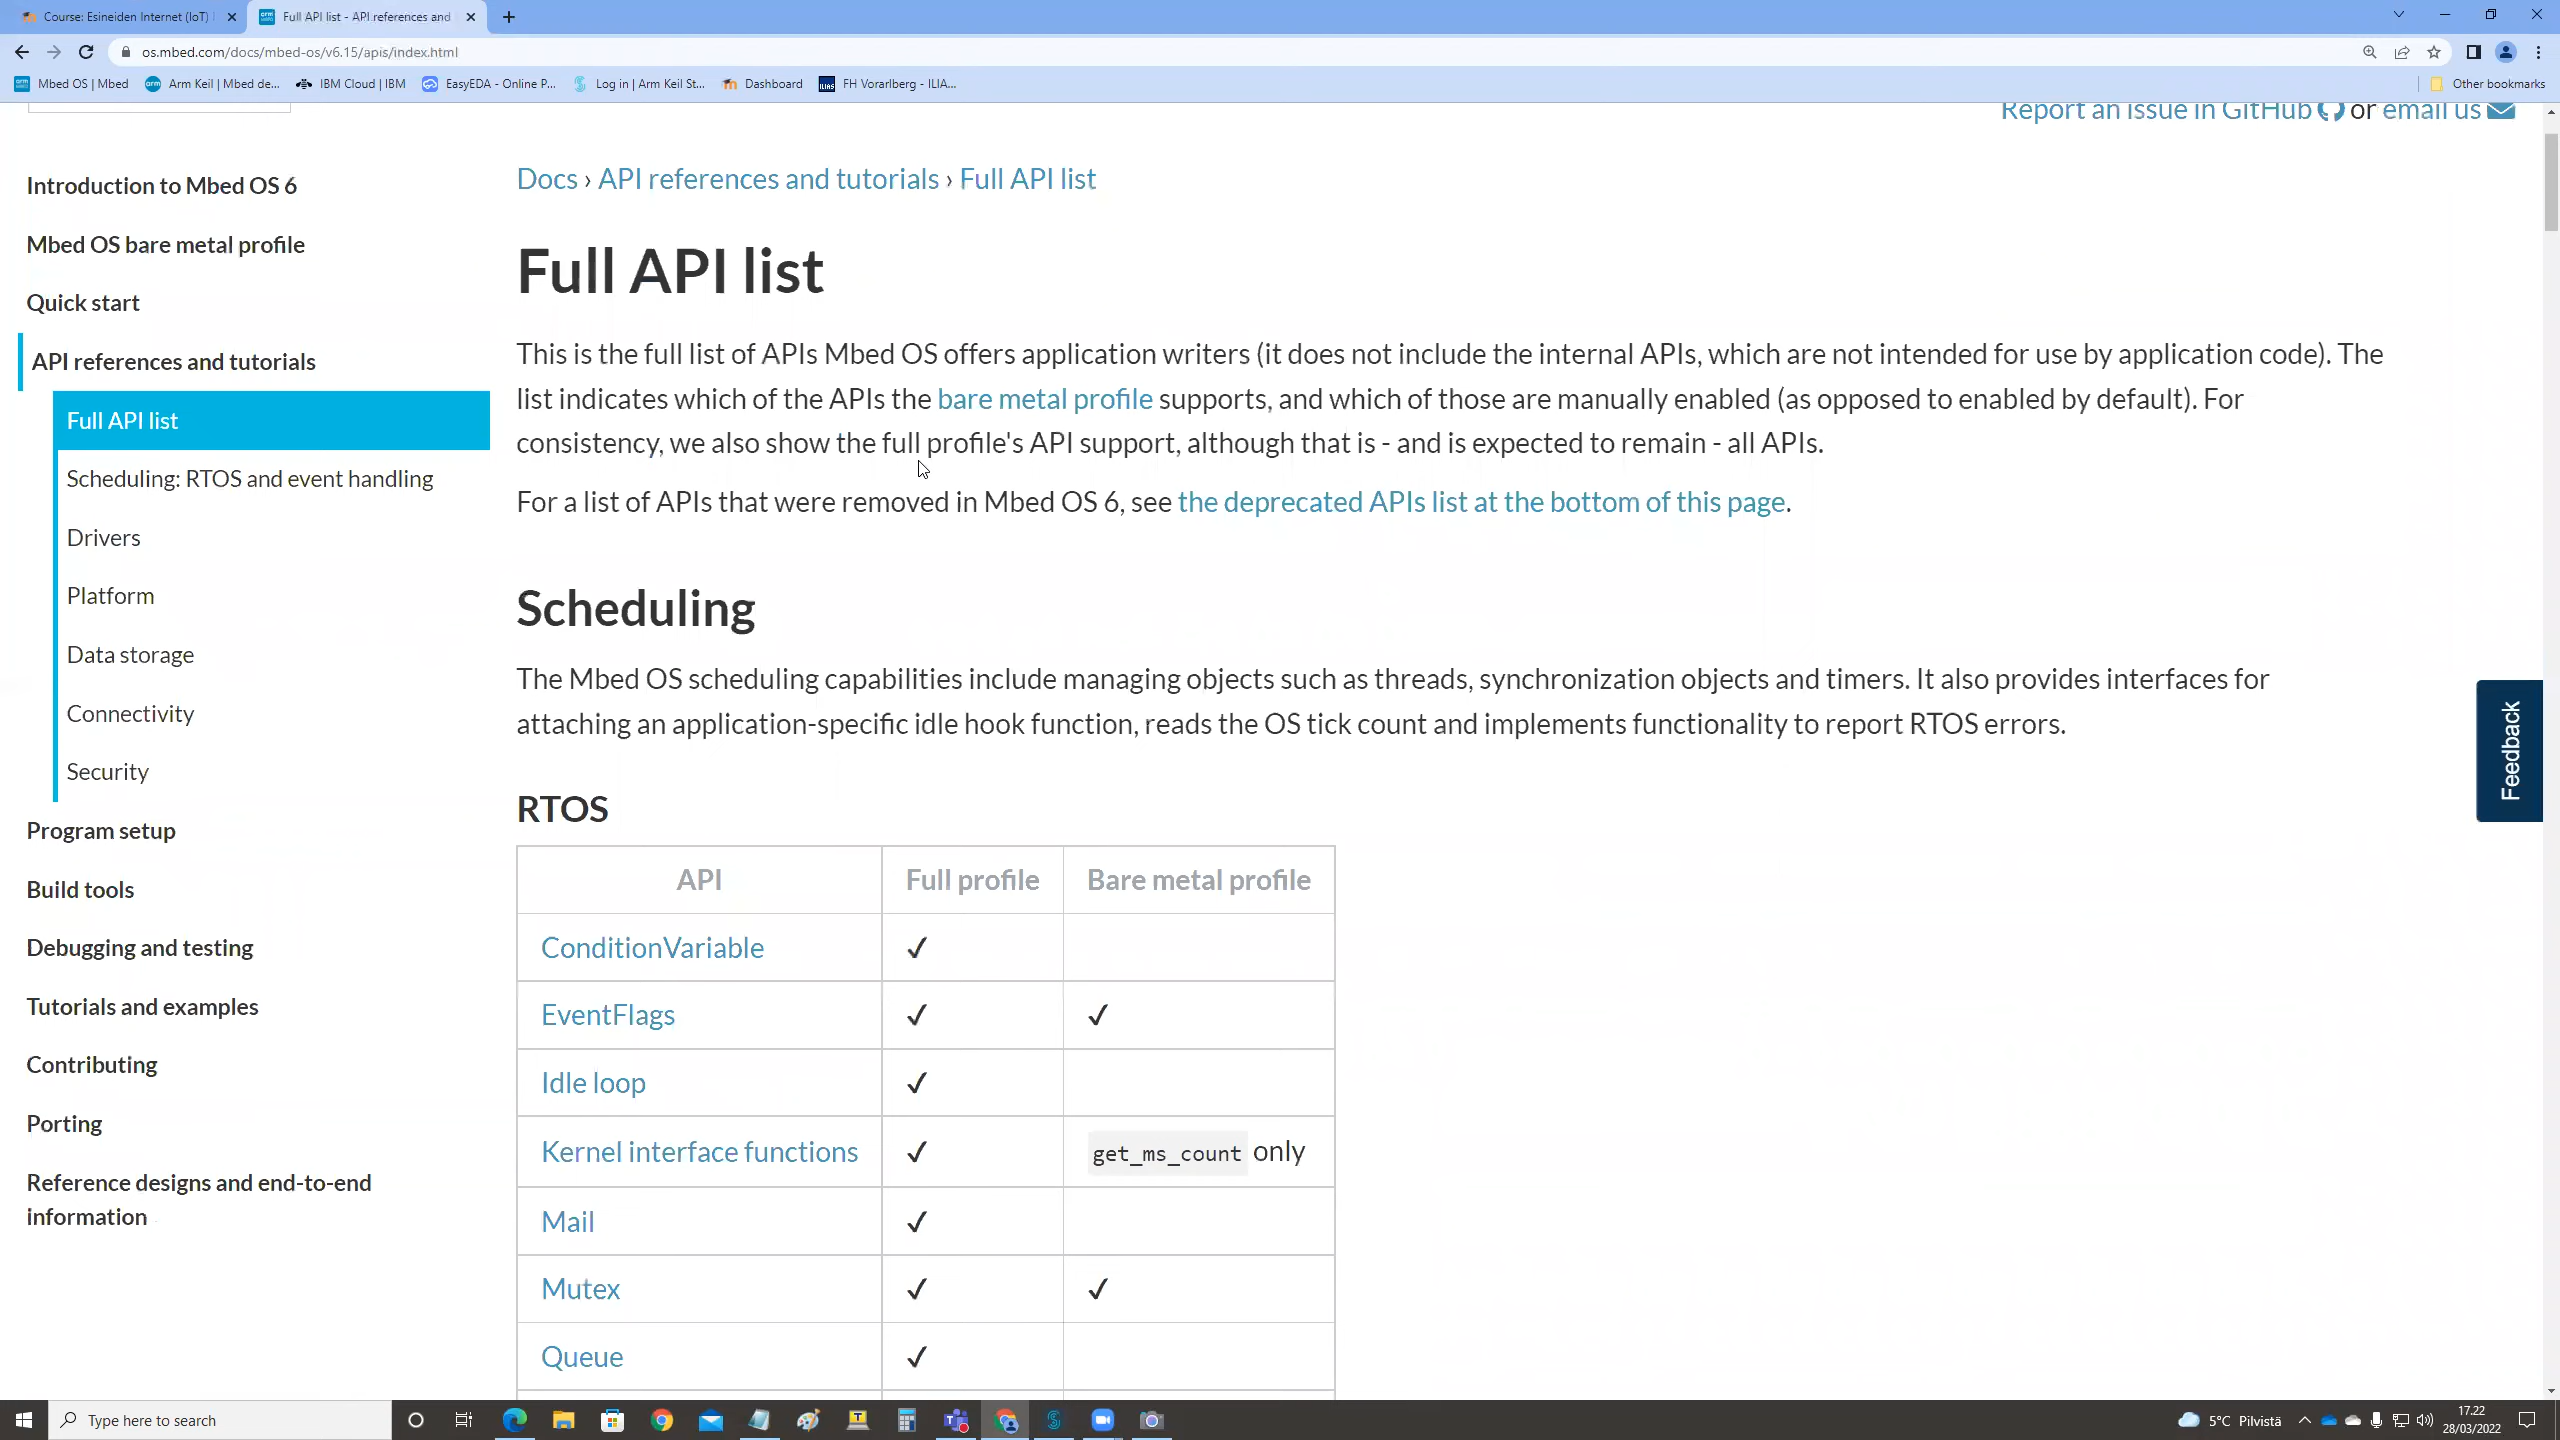 Course: Esineiden Internet (IoT)
Full API list - API references and
os.mbed.com/docs/mbed-os/v6.15/apis/index.html
Mbed OS | Mbed
Arm Keil | Mbed de...
IBM Cloud | IBM
EasyEDA - Online P...
Log in | Arm Keil St...
Dashboard
FH Vorarlberg - ILIA...
Other bookmarks
Report an issue in GitHub or email us
Introduction to Mbed OS 6
Mbed OS bare metal profile
Quick start
API references and tutorials
Full API list
Scheduling: RTOS and event handling
Drivers
Platform
Data storage
Connectivity
Security
Program setup
Build tools
Debugging and testing
Tutorials and examples
Contributing
Porting
Reference designs and end-to-end
information
Docs › API references and tutorials › Full API list
Full API list
This is the full list of APIs Mbed OS offers application writers (it does not include the internal APIs, which are not intended for use by application code). The
list indicates which of the APIs the bare metal profile supports, and which of those are manually enabled (as opposed to enabled by default). For
consistency, we also show the full profile's API support, although that is - and is expected to remain - all APIs.
For a list of APIs that were removed in Mbed OS 6, see the deprecated APIs list at the bottom of this page.
Scheduling
The Mbed OS scheduling capabilities include managing objects such as threads, synchronization objects and timers. It also provides interfaces for
attaching an application-specific idle hook function, reads the OS tick count and implements functionality to report RTOS errors.
RTOS
API Full profile Bare metal profile
ConditionVariable ✓
EventFlags ✓ ✓
Idle loop ✓
Kernel interface functions ✓ get_ms_count only
Mail ✓
Mutex ✓ ✓
Queue ✓
Feedback
Type here to search
5°C Pilvistä
17.22
28/03/2022